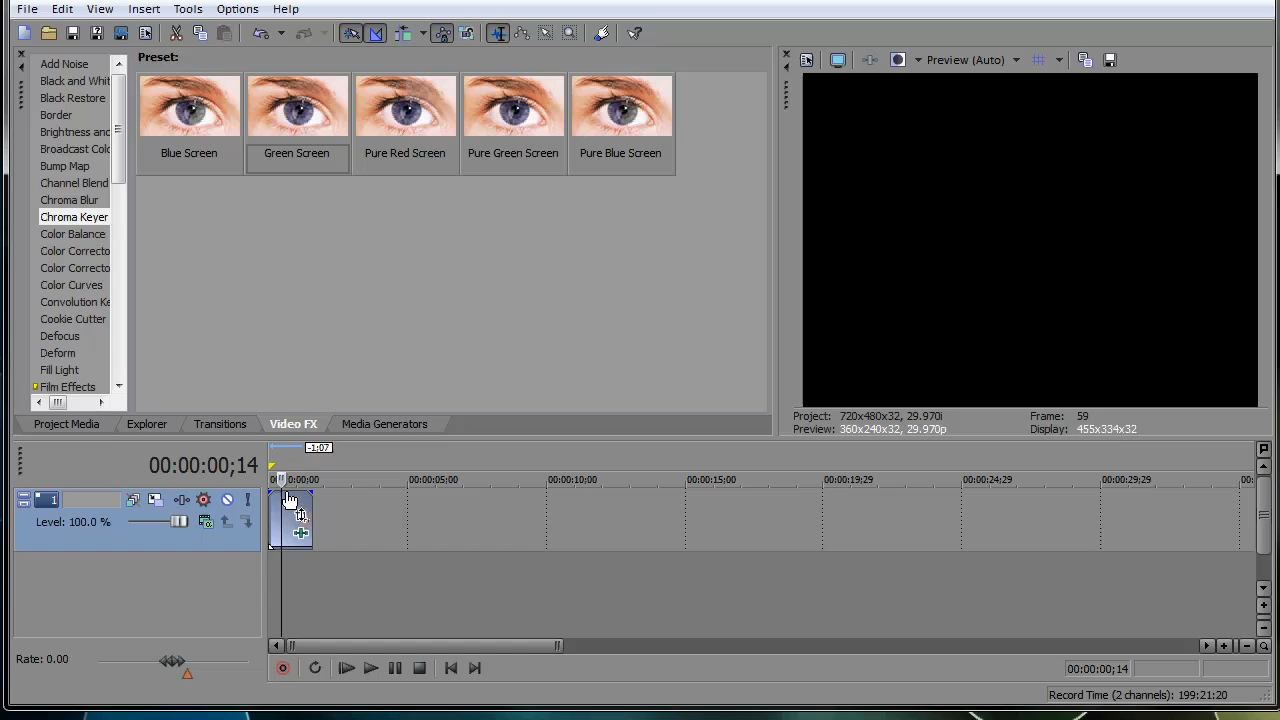 File Edit View Insert Tools Options Help
Preset:
Add Noise
Black and Whit
Black Restore
Border
Brightness and
Broadcast Colo
Bump Map
Channel Blend
Chroma Blur
Chroma Keyer
Color Balance
Color Correcto
Color Correcto
Color Curves
Convolution Ke
Cookie Cutter
Defocus
Deform
Fill Light
Film Effects
Blue Screen Green Screen Pure Red Screen Pure Green Screen Pure Blue Screen
Preview (Auto)
Project: 720x480x32, 29.970i Frame: 59
Preview: 360x240x32, 29.970p Display: 455x334x32
Project Media Explorer Transitions Video FX Media Generators
-1:07
00:00:00;14
0:00:00 00:00:05;00 00:00:10;00 00:00:15;00 00:00:19;29 00:00:24;29 00:00:29;29 00:
1
Level: 100.0 %
Rate: 0.00
00:00:00;14
Record Time (2 channels): 199:21:20